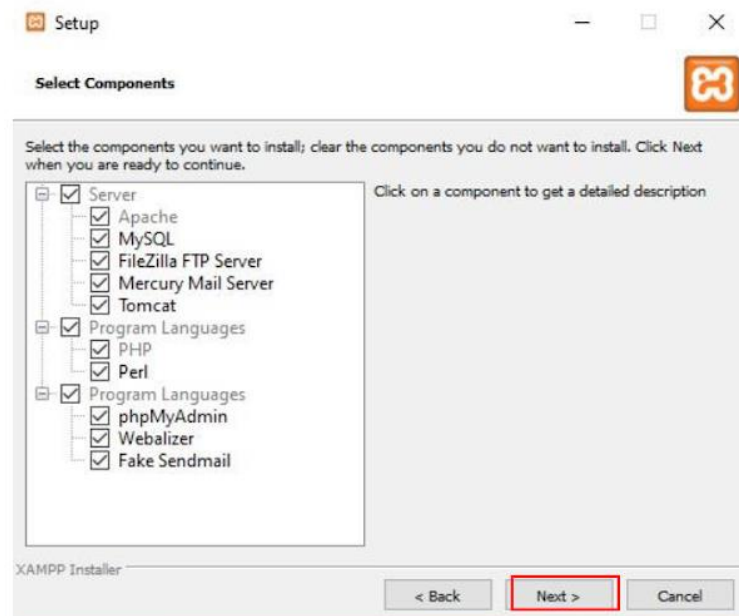 Setup
Select Components
Select the components you want to install; clear the components you do not want to install. Click Next
when you are ready to continue.
Server
Apache
MySQL
FileZilla FTP Server
Mercury Mail Server
Tomcat
Program Languages
PHP
Perl
Program Languages
phpMyAdmin
Webalizer
Fake Sendmail
Click on a component to get a detailed description
XAMPP Installer
< Back
Next >
Cancel